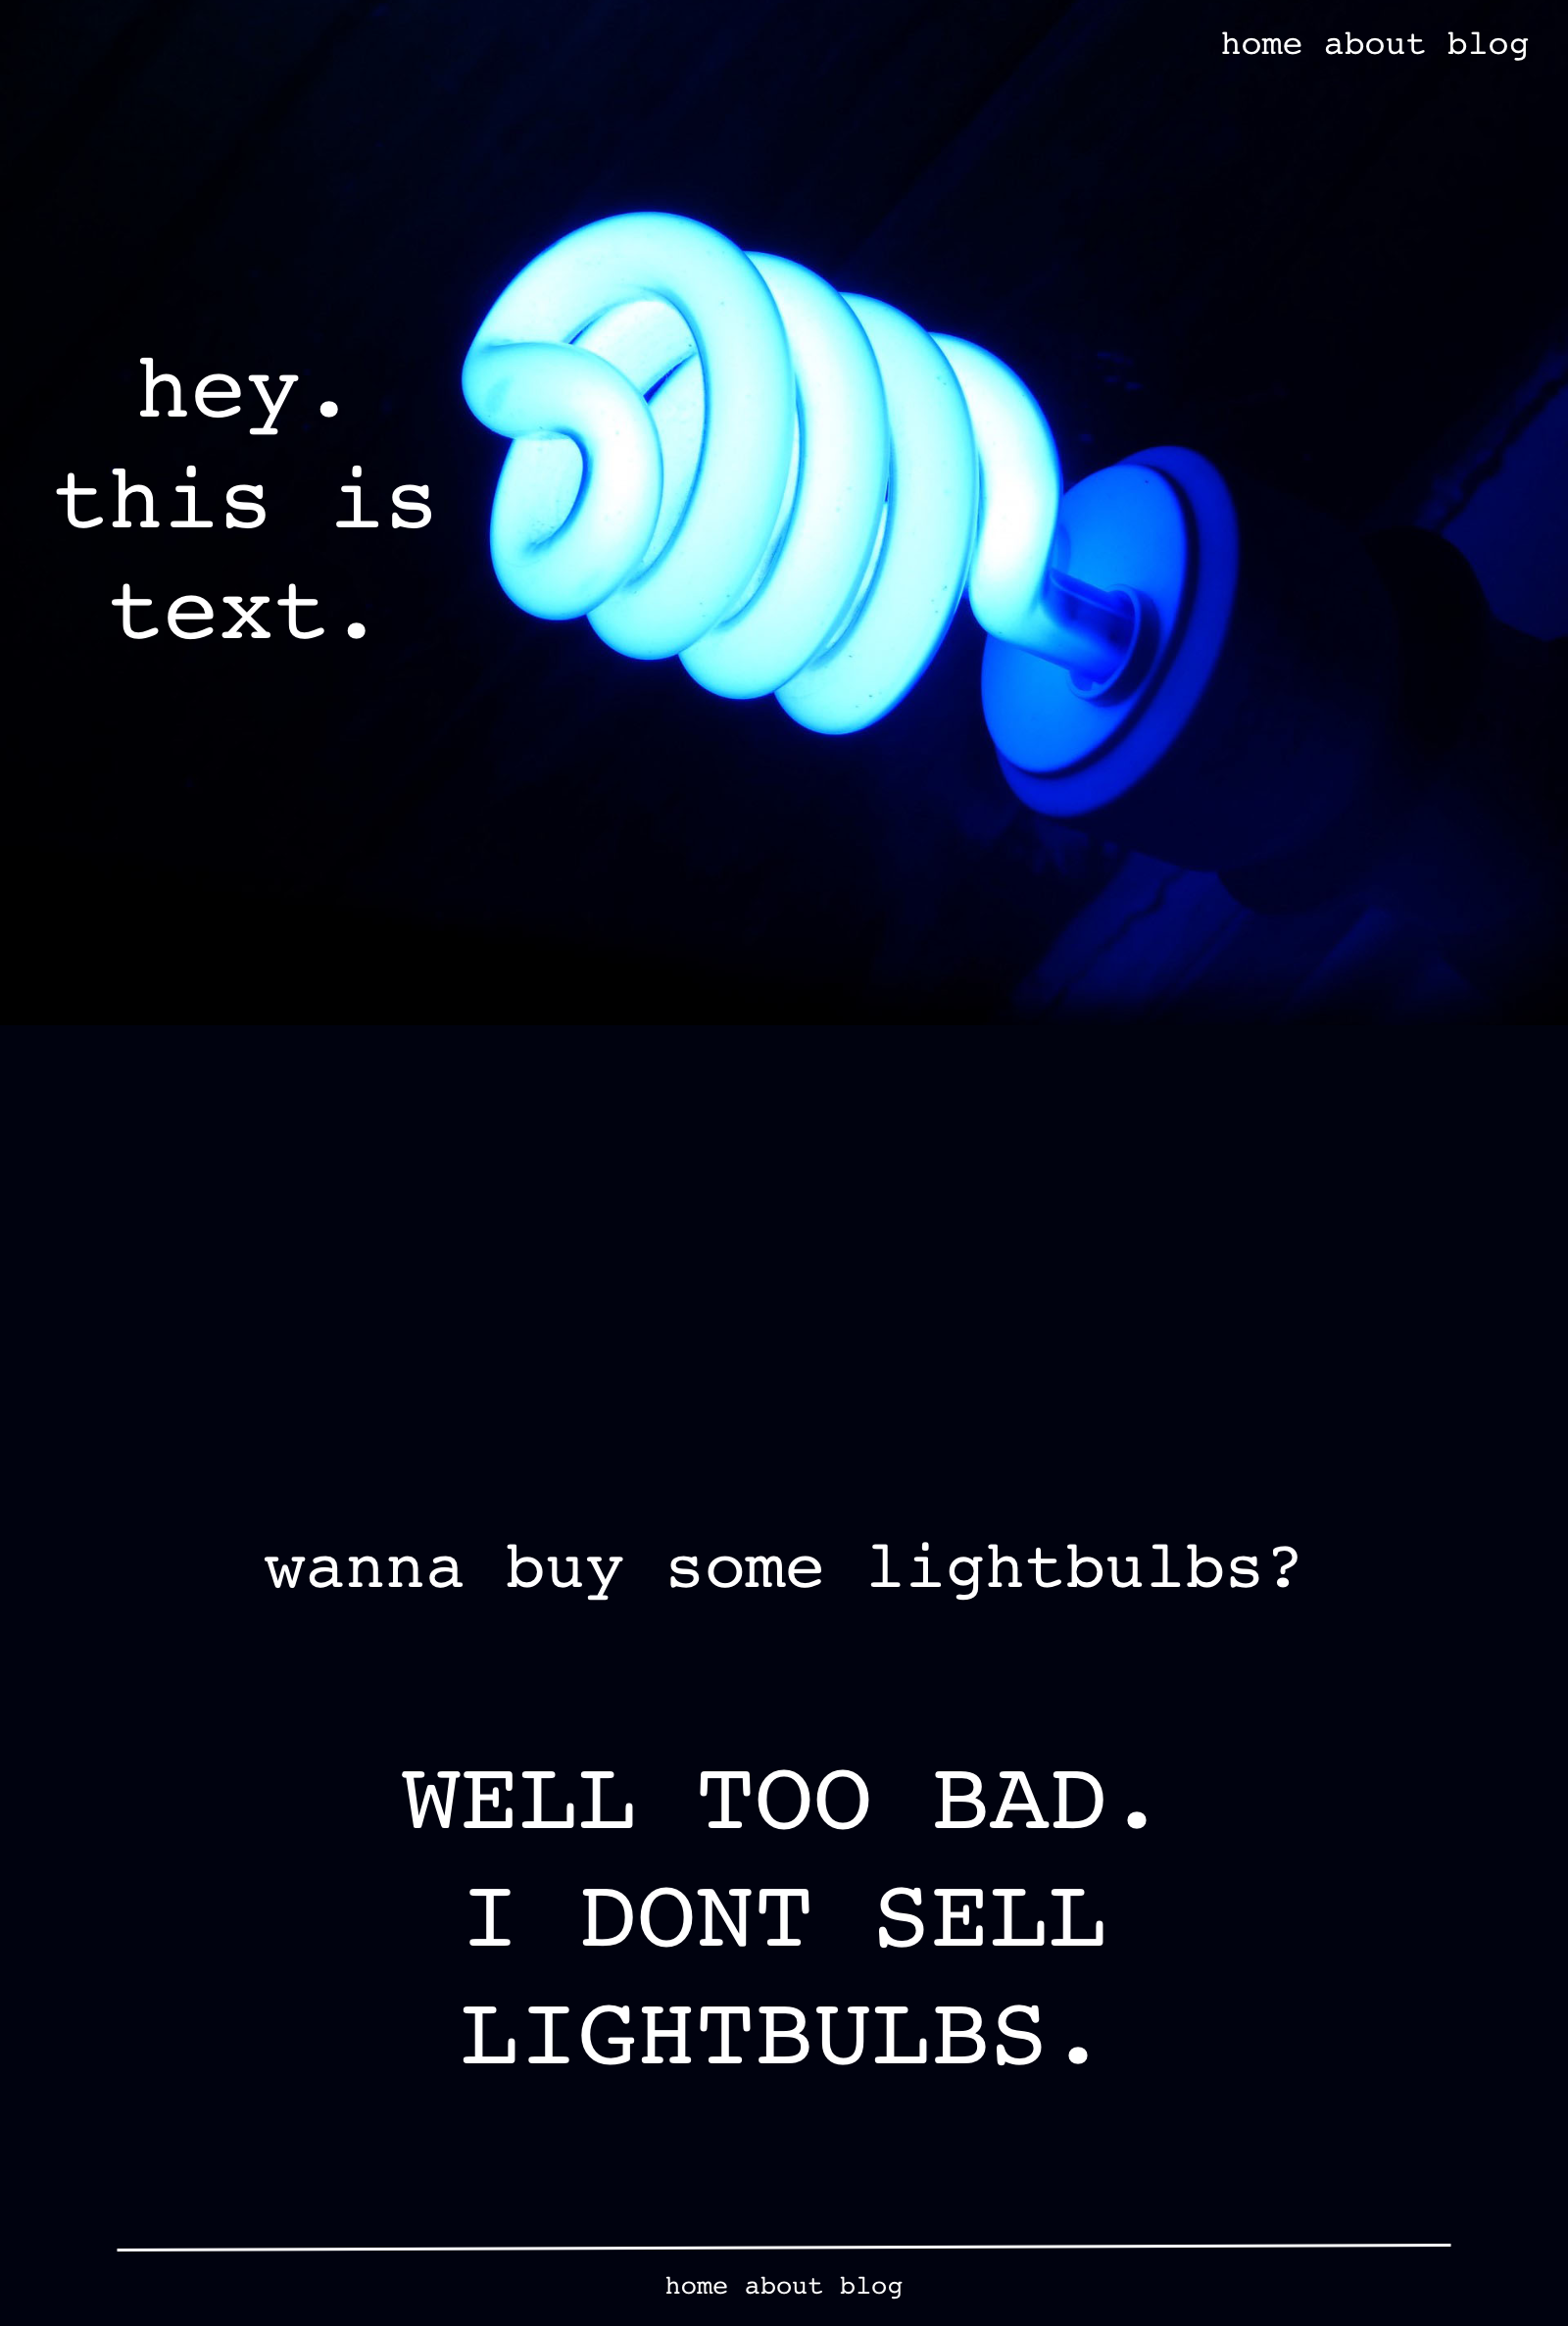 home about blog
hey.
this is
text.
wanna buy some lightbulbs?
WELL TOO BAD.
I DONT SELL
LIGHTBULBS.
home about blog